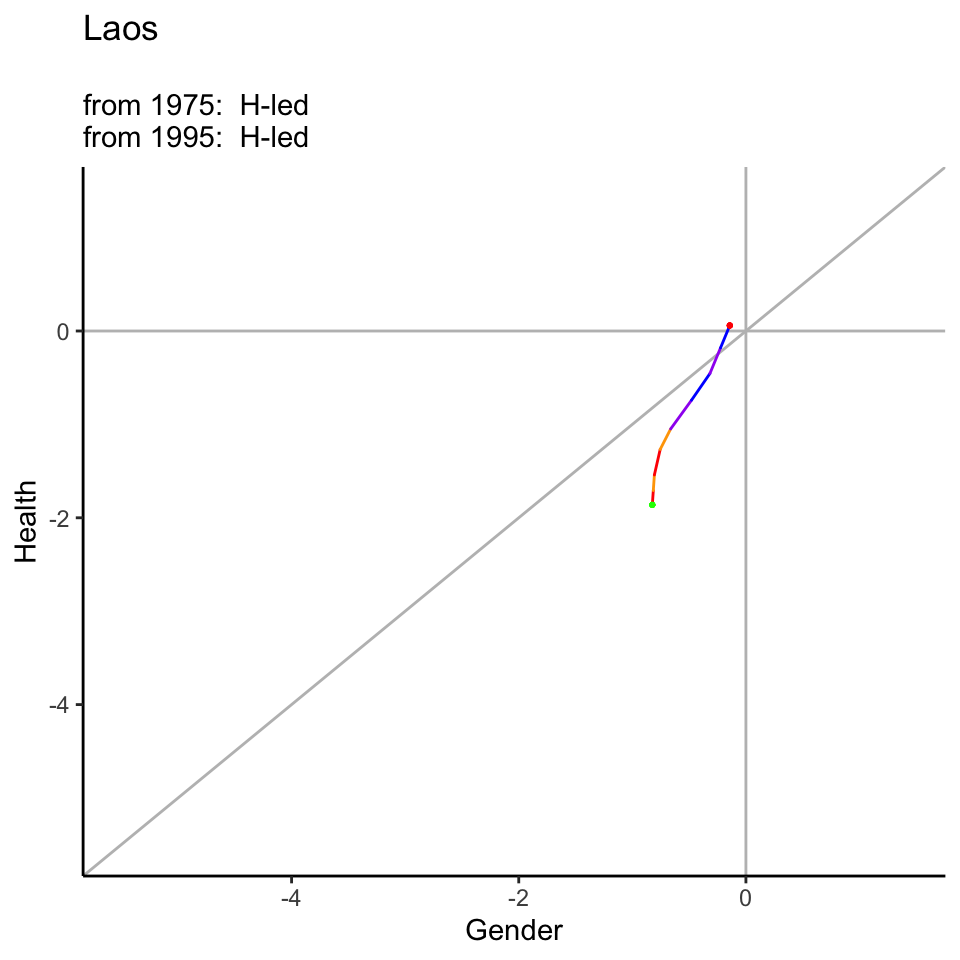 Laos
from 1975:  H-led
from 1995:  H-led
0
-2
-4
Health
-4
-2
0
Gender